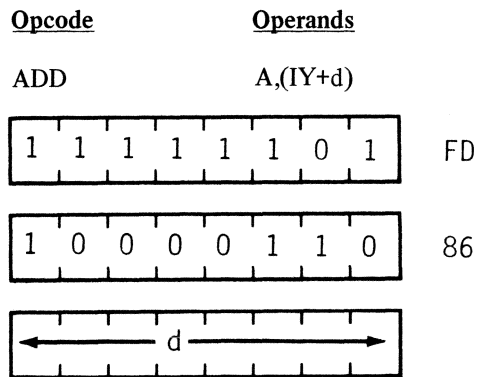 Opcode Operands
ADD A,(IY+d)
1 1 1 1 1 1 0 1 FD
1 0 0 0 0 1 1 0 86
d